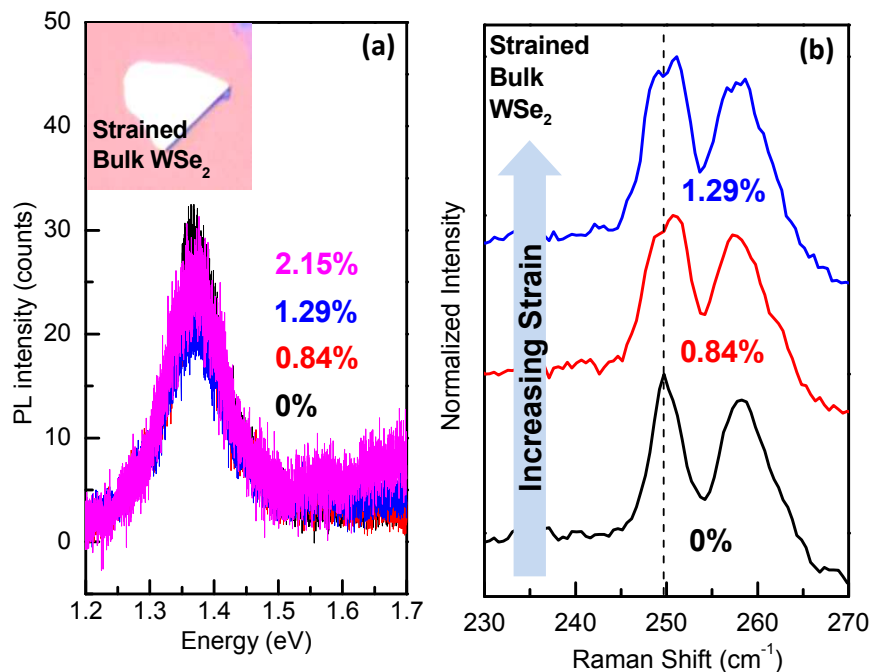 (a)
50
40
30
20
10
0
PL intensity (counts)
Strained
Bulk WSe₂
2.15%
1.29%
0.84%
0%
1.2 1.3 1.4 1.5 1.6 1.7
Energy (eV)
Strained
Bulk
WSe₂
(b)
Normalized Intensity
Increasing Strain
1.29%
0.84%
0%
230 240 250 260 270
Raman Shift (cm⁻¹)